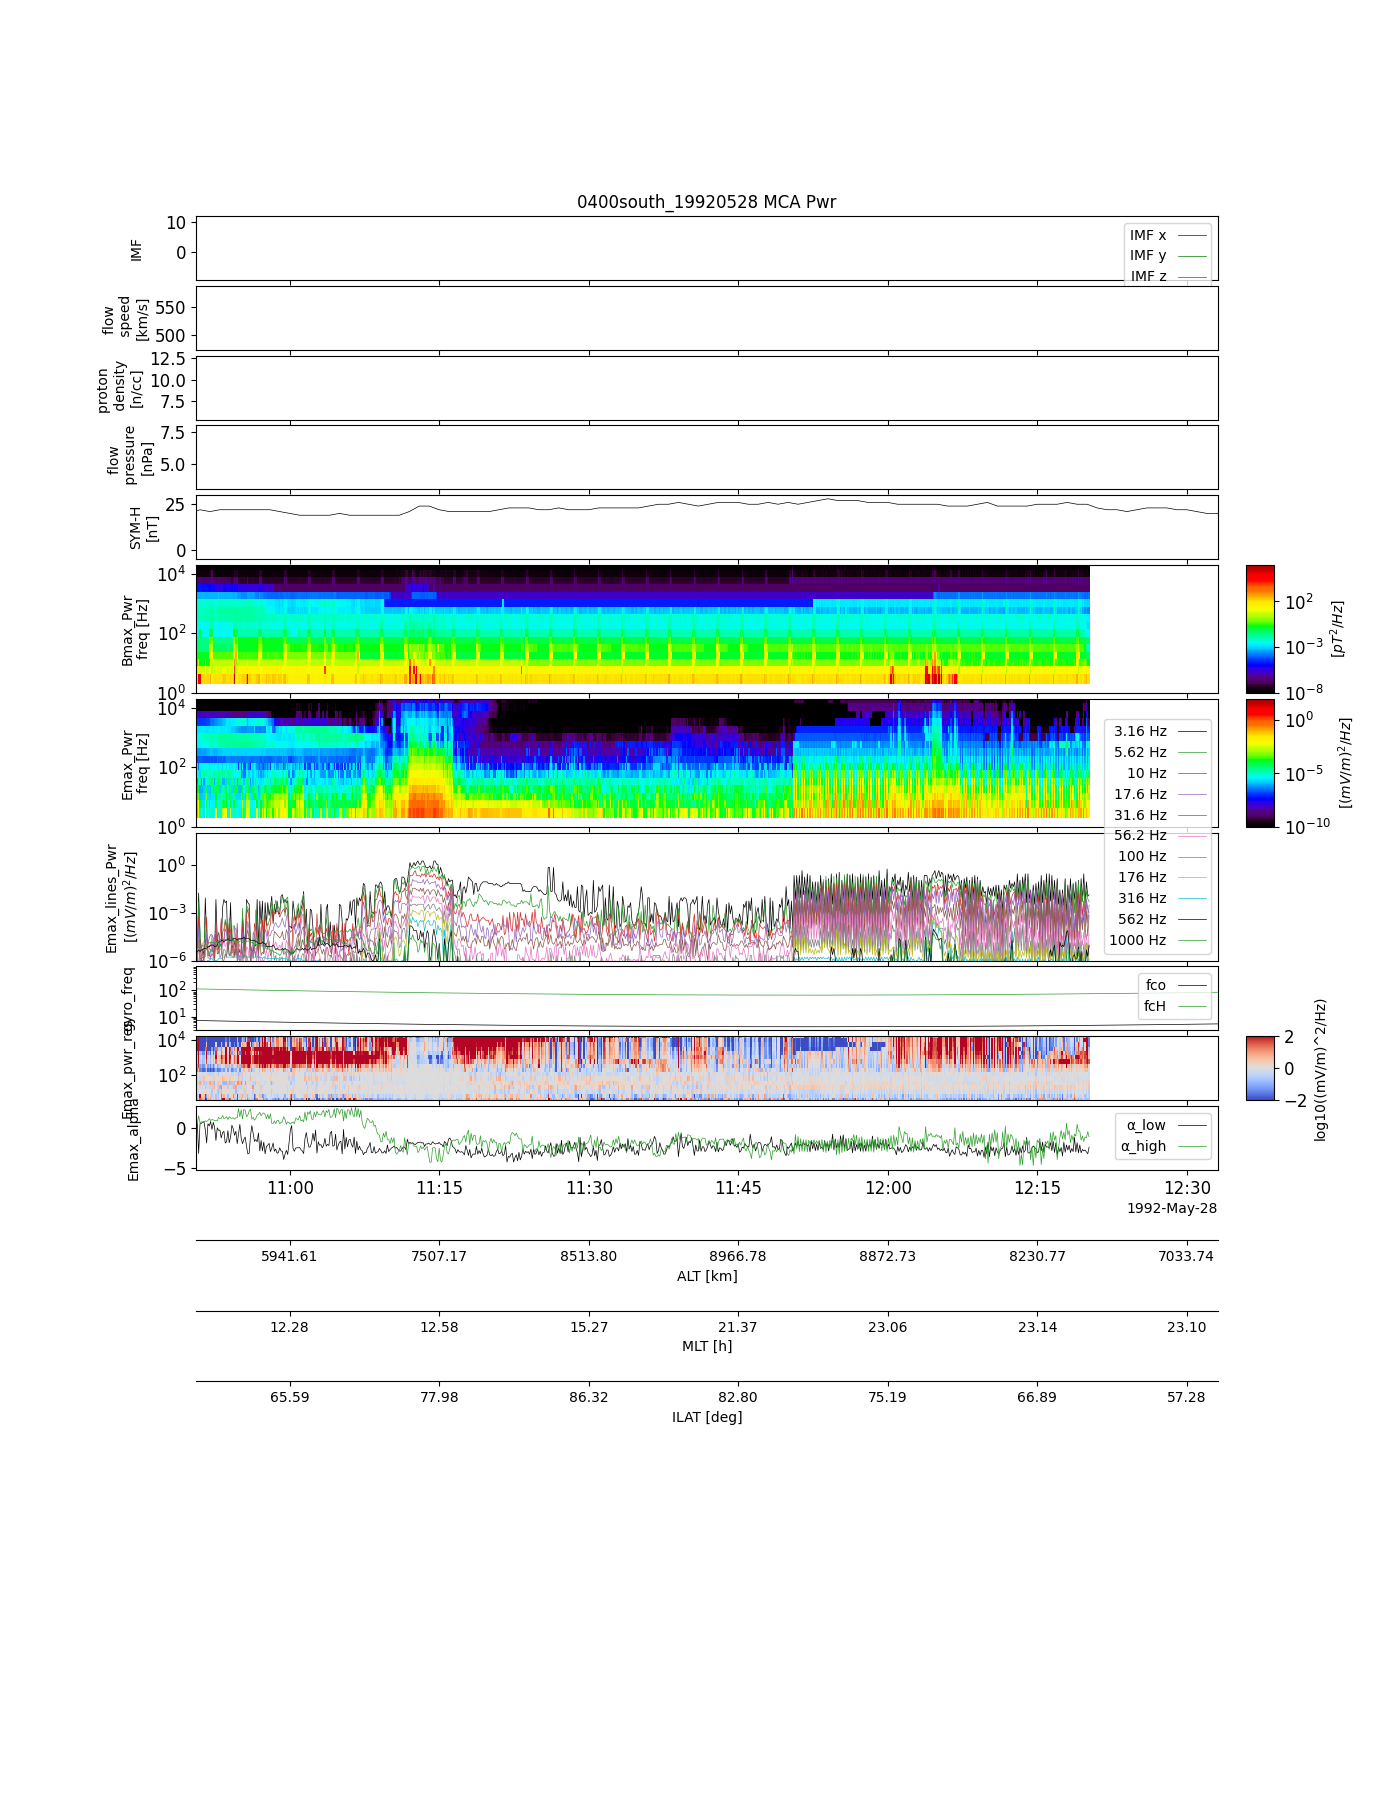 0400south_19920528 MCA Pwr
IMF
10
0
IMF x
IMF y
IMF z
flow
speed
[km/s]
550
500
proton
density
[n/cc]
12.5
10.0
7.5
flow
pressure
[nPa]
7.5
5.0
SYM-H
[nT]
25
0
Bmax_Pwr
freq [Hz]
10^4
10^2
10^0
10^2
10^-3
10^-8
[pT^2/Hz]
Emax_Pwr
freq [Hz]
10^4
10^2
10^0
10^0
10^-5
10^-10
[(mV/m)^2/Hz]
3.16 Hz
5.62 Hz
10 Hz
17.6 Hz
31.6 Hz
56.2 Hz
100 Hz
176 Hz
316 Hz
562 Hz
1000 Hz
Emax_lines_Pwr
[(mV/m)^2/Hz]
10^0
10^-3
10^-6
gyro_freq
10^2
10^1
fco
fcH
Emax_pwr_res
10^4
10^2
2
0
−2
log10((mV/m)^2/Hz)
Emax_alpha
0
−5
α_low
α_high
11:00 11:15 11:30 11:45 12:00 12:15 12:30
1992-May-28
5941.61 7507.17 8513.80 8966.78 8872.73 8230.77 7033.74
ALT [km]
12.28 12.58 15.27 21.37 23.06 23.14 23.10
MLT [h]
65.59 77.98 86.32 82.80 75.19 66.89 57.28
ILAT [deg]